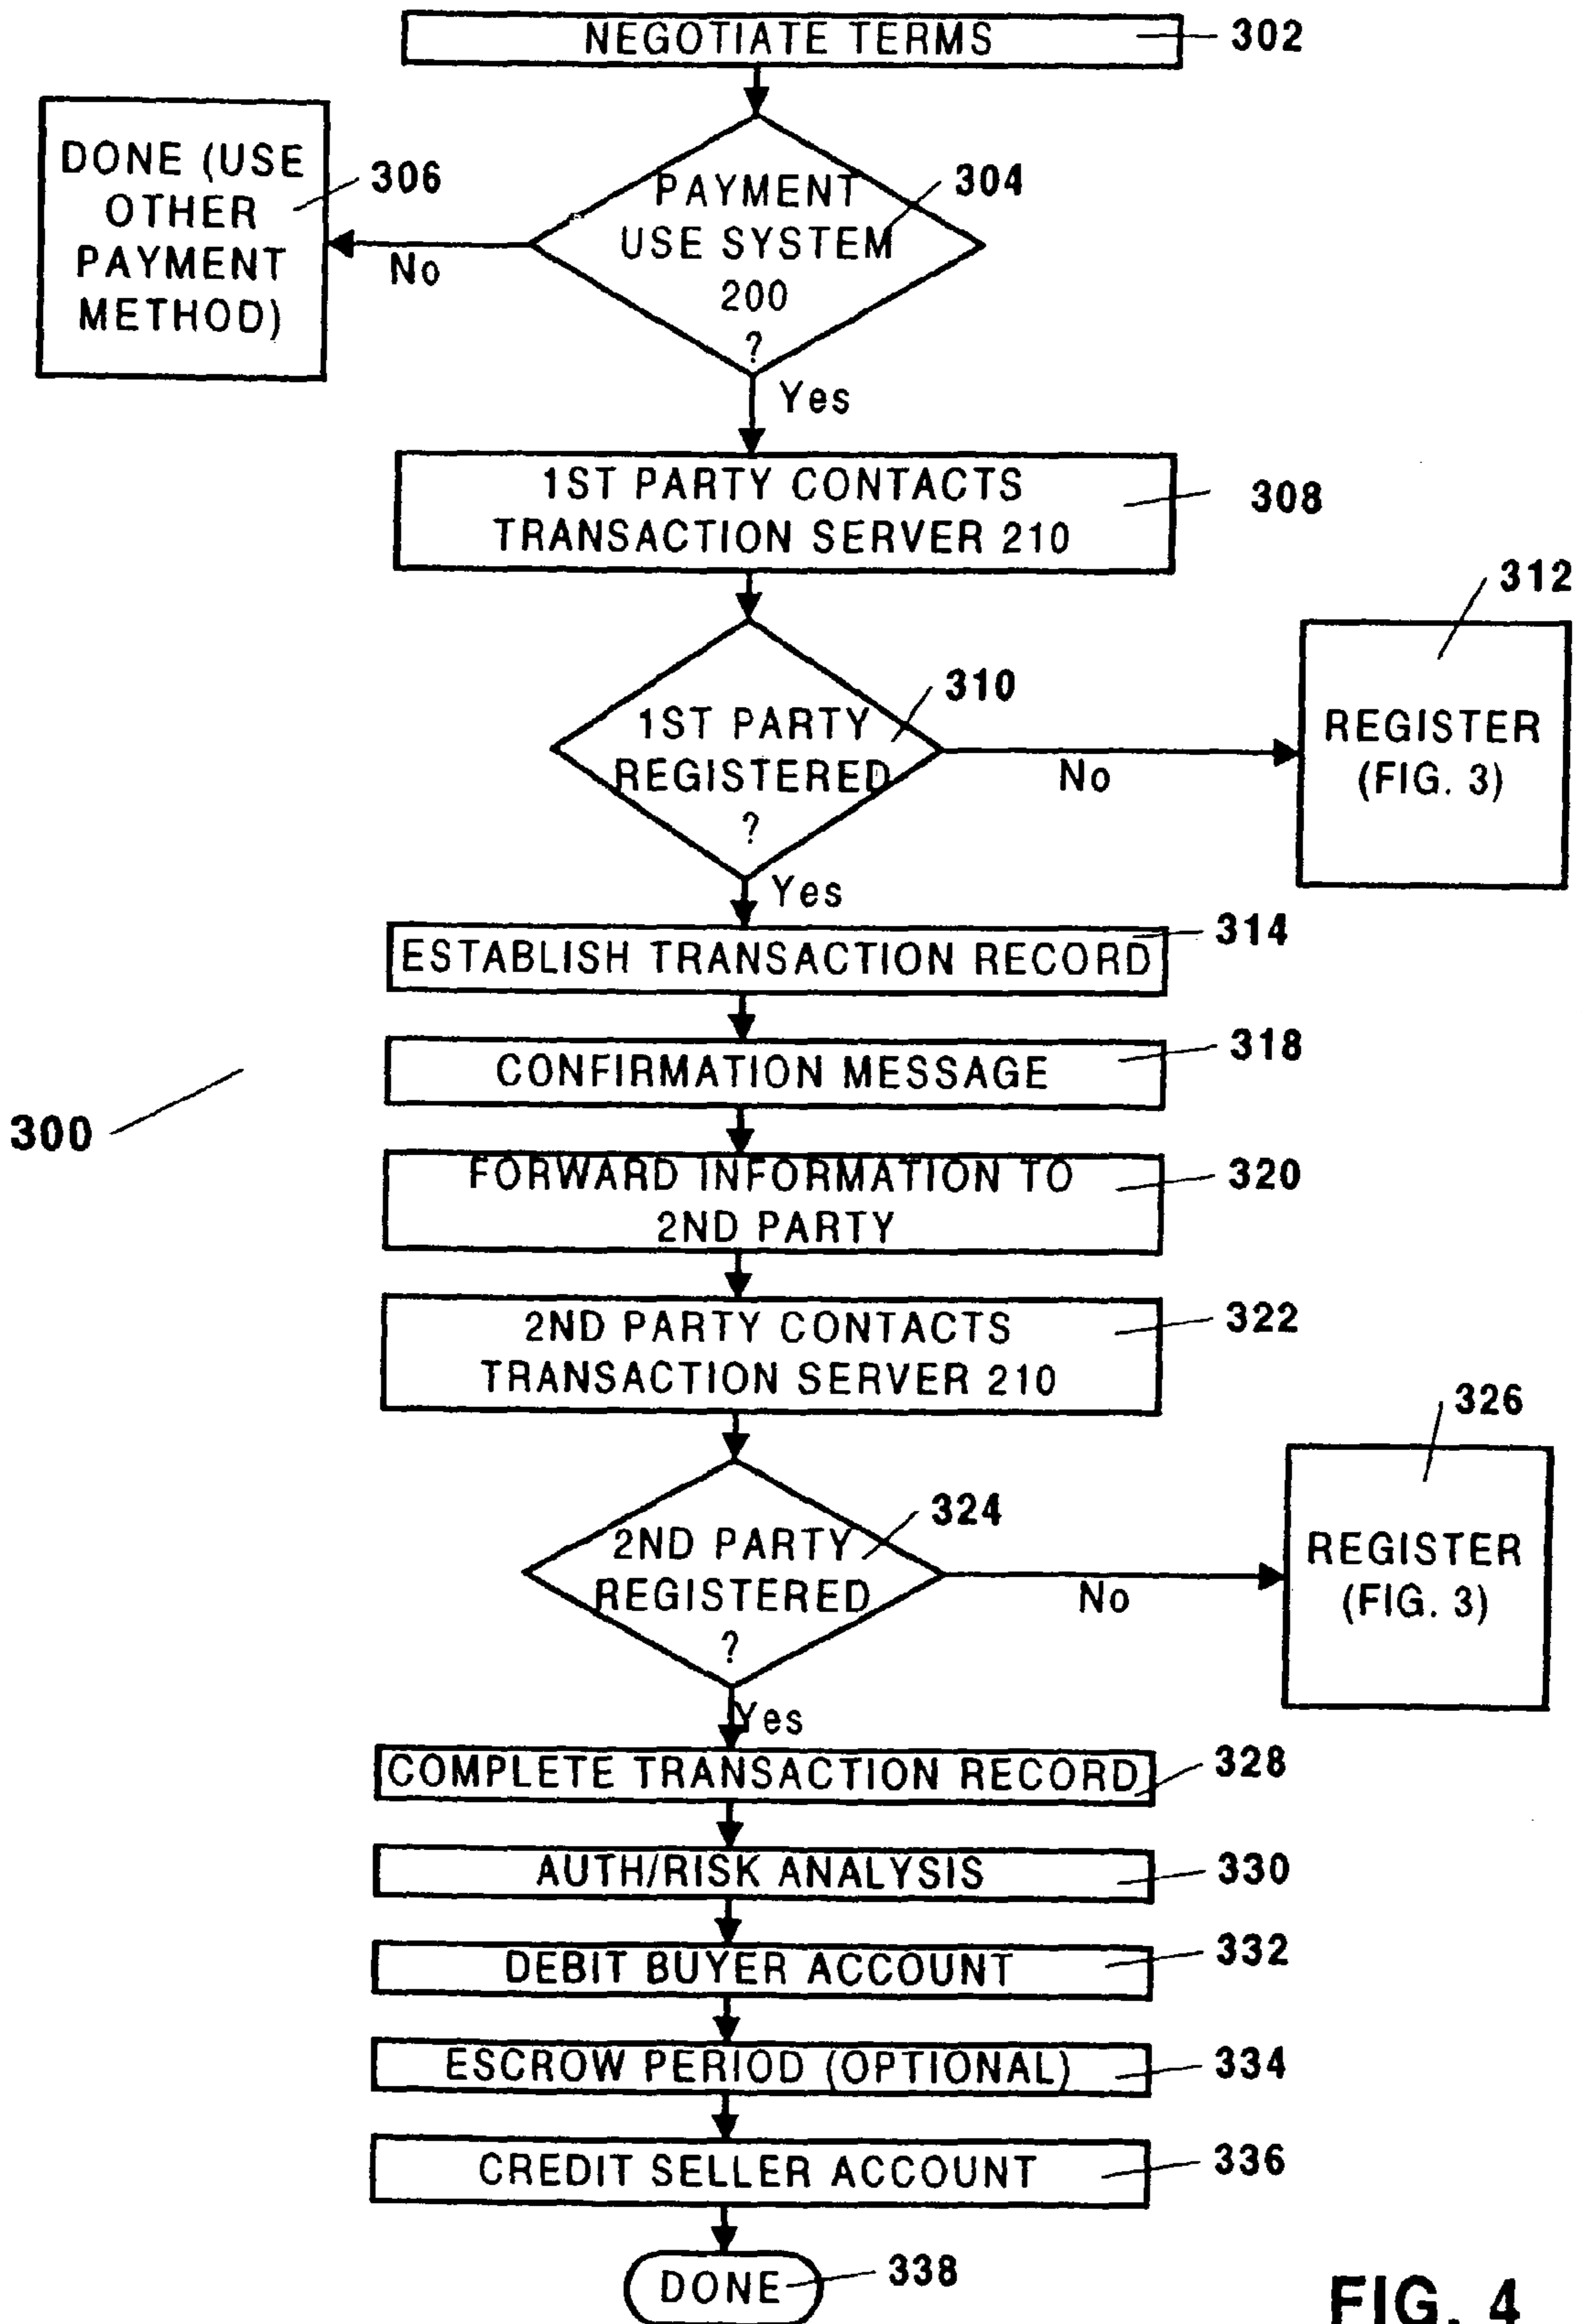 NEGOTIATE TERMS
302
DONE (USE
OTHER
PAYMENT
METHOD)
306
No
PAYMENT
USE SYSTEM
200
?
304
Yes
1ST PARTY CONTACTS
TRANSACTION SERVER 210
308
1ST PARTY
REGISTERED
?
310
No
312
REGISTER
(FIG. 3)
Yes
ESTABLISH TRANSACTION RECORD
314
CONFIRMATION MESSAGE
318
300
FORWARD INFORMATION TO
2ND PARTY
320
2ND PARTY CONTACTS
TRANSACTION SERVER 210
322
2ND PARTY
REGISTERED
?
324
No
326
REGISTER
(FIG. 3)
Yes
COMPLETE TRANSACTION RECORD
328
AUTH/RISK ANALYSIS
330
DEBIT BUYER ACCOUNT
332
ESCROW PERIOD (OPTIONAL)
334
CREDIT SELLER ACCOUNT
336
DONE
338
FIG. 4